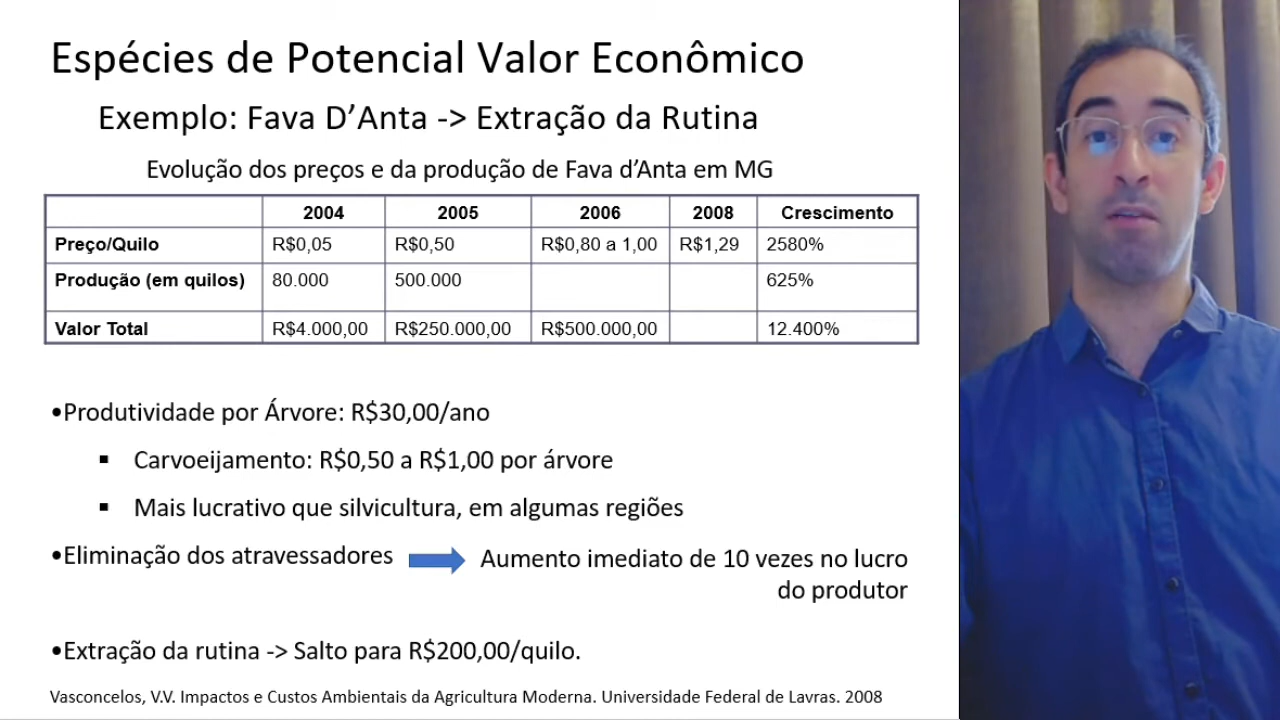 Espécies de Potencial Valor Econômico
Exemplo: Fava D’Anta -> Extração da Rutina
Evolução dos preços e da produção de Fava d’Anta em MG
2004 2005 2006 2008 Crescimento
Preço/Quilo R$0,05 R$0,50 R$0,80 a 1,00 R$1,29 2580%
Produção (em quilos) 80.000 500.000 625%
Valor Total R$4.000,00 R$250.000,00 R$500.000,00 12.400%
•Produtividade por Árvore: R$30,00/ano
▪ Carvoeijamento: R$0,50 a R$1,00 por árvore
▪ Mais lucrativo que silvicultura, em algumas regiões
•Eliminação dos atravessadores
Aumento imediato de 10 vezes no lucro
do produtor
•Extração da rutina -> Salto para R$200,00/quilo.
Vasconcelos, V.V. Impactos e Custos Ambientais da Agricultura Moderna. Universidade Federal de Lavras. 2008